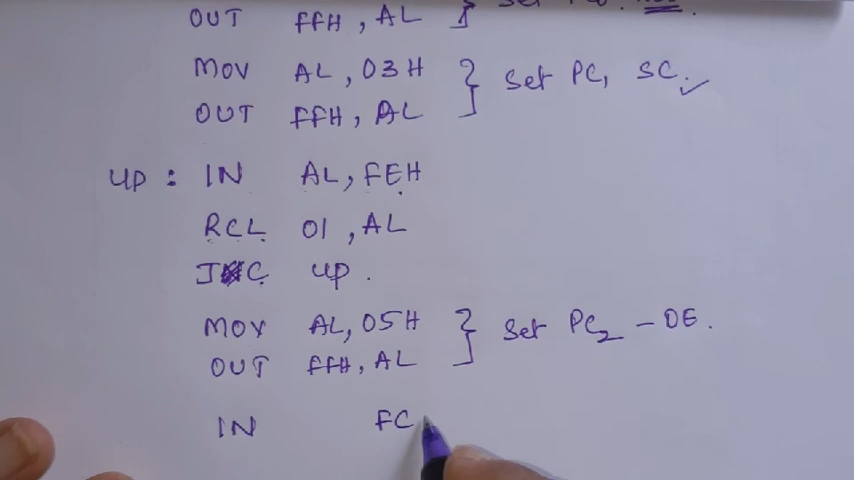 OUT FFH, AL }
MOV AL, 03H } Set PC, SC. ✓
OUT FFH, AL
UP : IN AL, FEH
RCL 01, AL
JC UP.
MOV AL, 05H } Set PC2 - OE.
OUT FFH, AL
IN FC